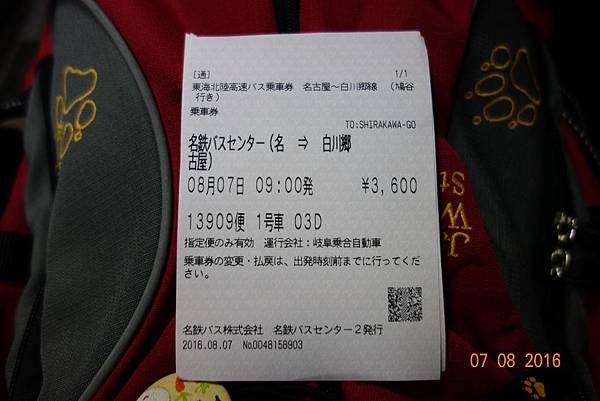 [通] 1/1
東海北陸高速バス乗車券 名古屋～白川郷線 (鳩谷
行き)
乗車券
TO:SHIRAKAWA-GO
名鉄バスセンター(名 ⇒ 白川郷
古屋)
08月07日 09:00発 ¥3,600
13909便 1号車 03D
指定便のみ有効 運行会社:岐阜乗合自動車
乗車券の変更・払戻は、出発時刻前までに行ってくださ
い。
名鉄バス株式会社 名鉄バスセンター2発行
2016.08.07 No.0048158903
J.
W
St
07 08 2016